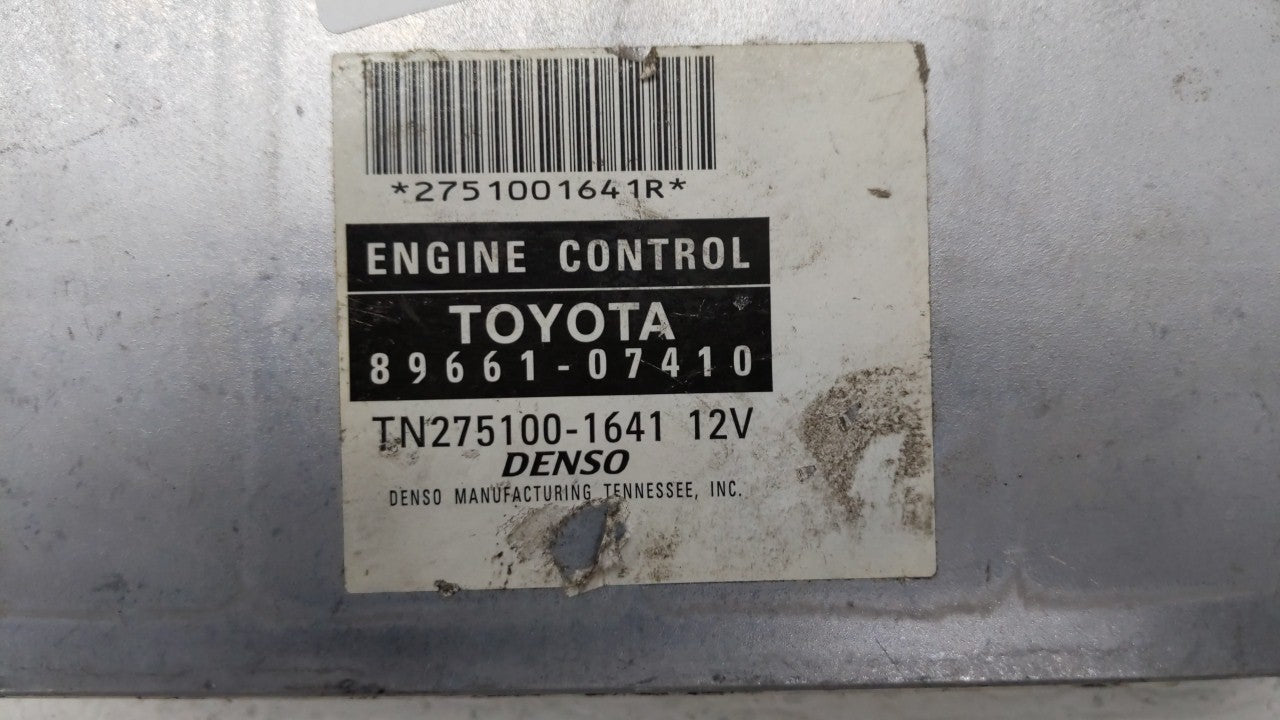 *2751001641R*
ENGINE CONTROL
TOYOTA
89661-07410
TN275100-1641 12V
DENSO
DENSO MANUFACTURING TENNESSEE, INC.